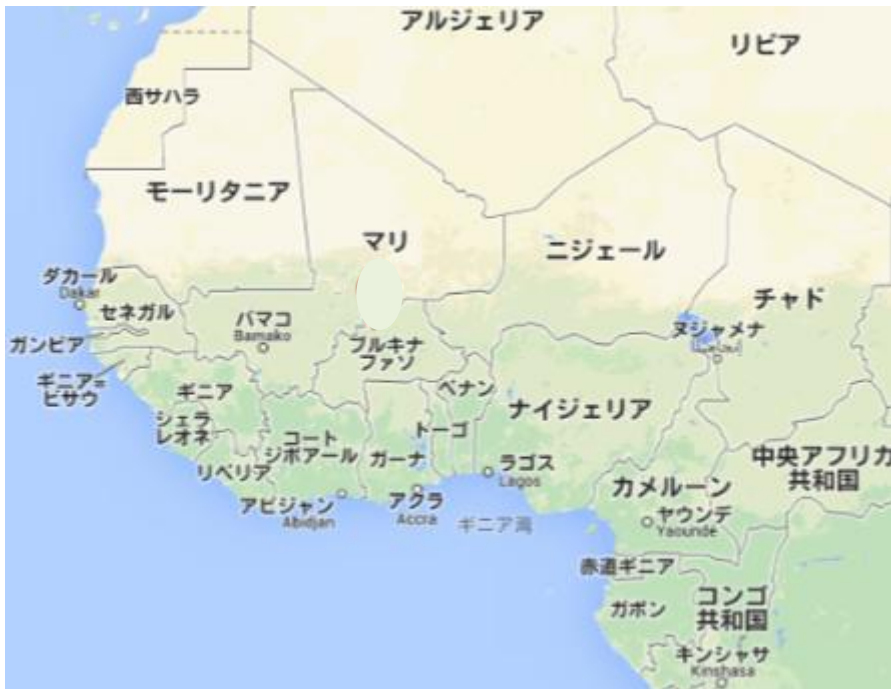 アルジェリア
リビア
西サハラ
モーリタニア
マリ
ニジェール
ダカール
Dakar
セネガル
チャド
バマコ
Bamako
ヌジャメナ
ガンビア
ブルキナ
ファソ
ギニア=
ビサウ
ギニア
ベナン
ナイジェリア
シェラ
レオネ
コート
ジボアール
トーゴ
リベリア
ガーナ
ラゴス
Lagos
中央アフリカ
共和国
カメルーン
アビジャン
Abidjan
アクラ
Accra
ギニア湾
ヤウンデ
Yaounde
赤道ギニア
ガボン
コンゴ
共和国
キンシャサ
Kinshasa